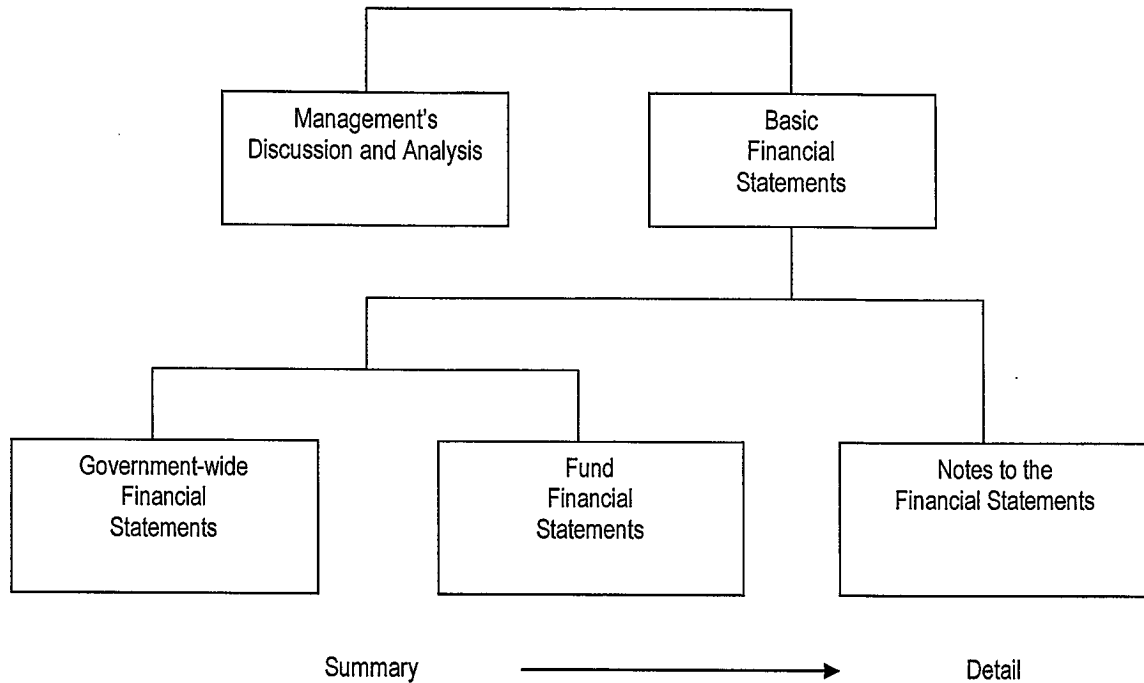 Management's
Discussion and Analysis
Basic
Financial
Statements
Government-wide
Financial
Statements
Fund
Financial
Statements
Notes to the
Financial Statements
Summary
Detail